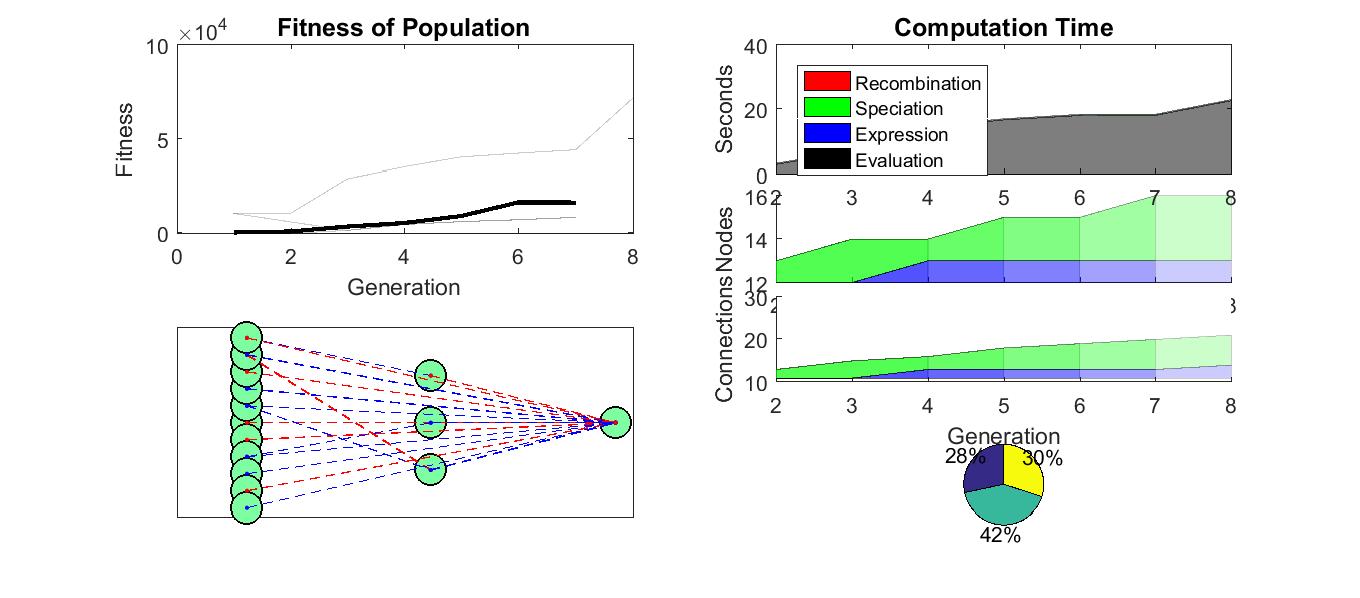 Fitness of Population
×10^4
10
5
0
Fitness
0 2 4 6 8
Generation
Computation Time
40
20
0
Seconds
Recombination
Speciation
Expression
Evaluation
2 3 4 5 6 7 8
16
14
12
Nodes
30
20
10
Connections
2 3 4 5 6 7 8
Generation
28%
30%
42%